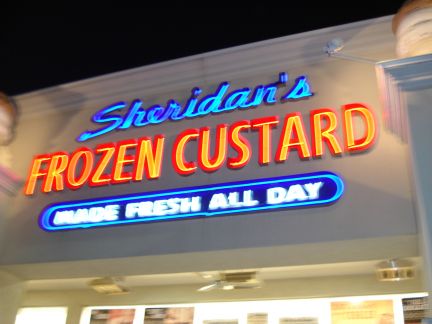 Sheridan's
FROZEN CUSTARD
MADE FRESH ALL DAY